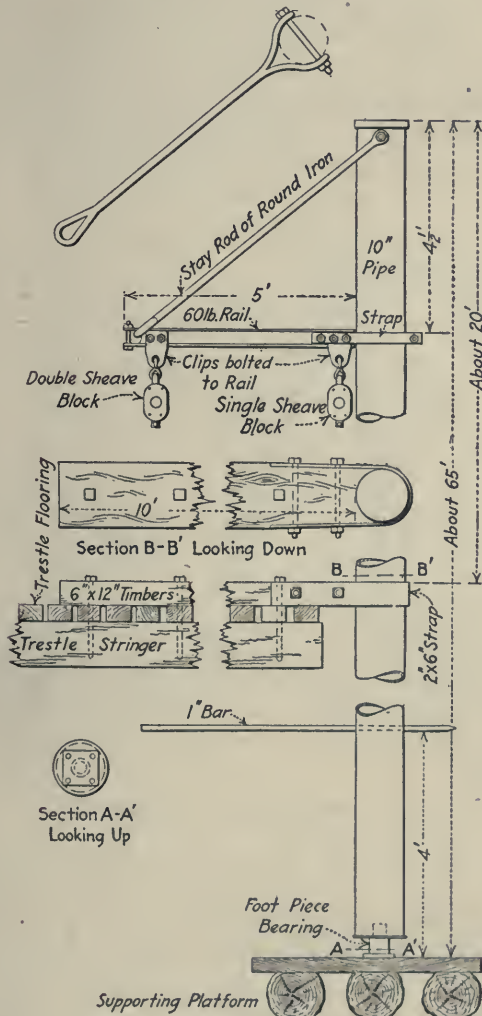 Stay Rod of Round Iron
10"
Pipe
4½'
5'
60lb. Rail
Strap
Clips bolted
to Rail
Double Sheave
Block
Single Sheave
Block
About 20'
About 65'
Trestle Flooring
10'
Section B-B' Looking Down
B B'
6"x12" Timbers
Trestle Stringer
2"x6" Strap
1" Bar
Section A-A'
Looking Up
4'
Foot Piece
Bearing
A A'
Supporting Platform